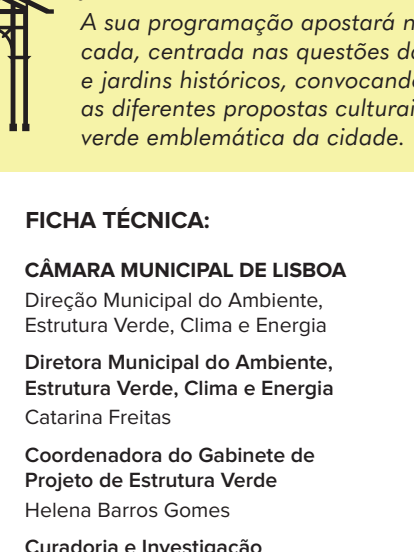 A sua programação apostará n
cada, centrada nas questões d
e jardins históricos, convocand
as diferentes propostas culturai
verde emblemática da cidade.
FICHA TÉCNICA:
CÂMARA MUNICIPAL DE LISBOA
Direção Municipal do Ambiente,
Estrutura Verde, Clima e Energia
Diretora Municipal do Ambiente,
Estrutura Verde, Clima e Energia
Catarina Freitas
Coordenadora do Gabinete de
Projeto de Estrutura Verde
Helena Barros Gomes
Curadoria e Investigação